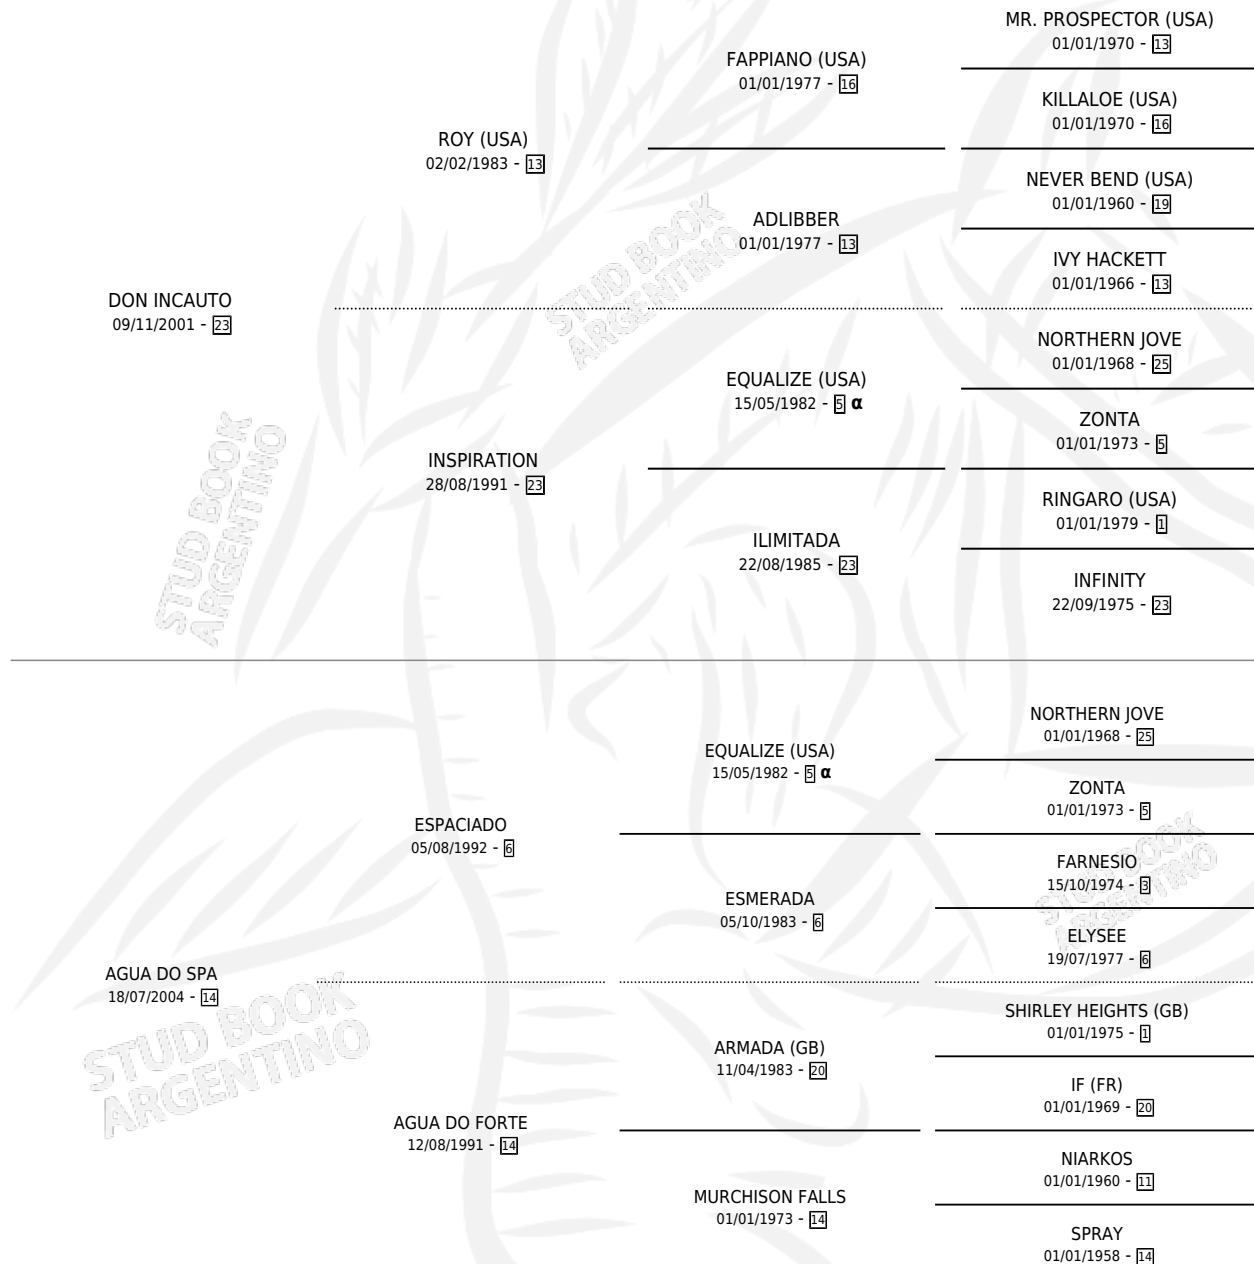 MR. PROSPECTOR (USA)
01/01/1970 - 13
FAPPIANO (USA)
01/01/1977 - 16
KILLALOE (USA)
01/01/1970 - 16
ROY (USA)
02/02/1983 - 13
NEVER BEND (USA)
01/01/1960 - 19
ADLIBBER
01/01/1977 - 13
IVY HACKETT
01/01/1966 - 13
DON INCAUTO
09/11/2001 - 23
NORTHERN JOVE
01/01/1968 - 25
EQUALIZE (USA)
15/05/1982 - 5 α
ZONTA
01/01/1973 - 5
INSPIRATION
28/08/1991 - 23
RINGARO (USA)
01/01/1979 - 1
ILIMITADA
22/08/1985 - 23
INFINITY
22/09/1975 - 23
NORTHERN JOVE
01/01/1968 - 25
EQUALIZE (USA)
15/05/1982 - 5 α
ZONTA
01/01/1973 - 5
ESPACIADO
05/08/1992 - 6
FARNESIO
15/10/1974 - 3
ESMERADA
05/10/1983 - 6
ELYSEE
19/07/1977 - 6
AGUA DO SPA
18/07/2004 - 14
SHIRLEY HEIGHTS (GB)
01/01/1975 - 1
ARMADA (GB)
11/04/1983 - 20
IF (FR)
01/01/1969 - 20
AGUA DO FORTE
12/08/1991 - 14
NIARKOS
01/01/1960 - 11
MURCHISON FALLS
01/01/1973 - 14
SPRAY
01/01/1958 - 14
STUD BOOK
ARGENTINO
STUD BOOK
ARGENTINO
STUD BOOK
ARGENTINO
STUD BOOK
ARGENTINO